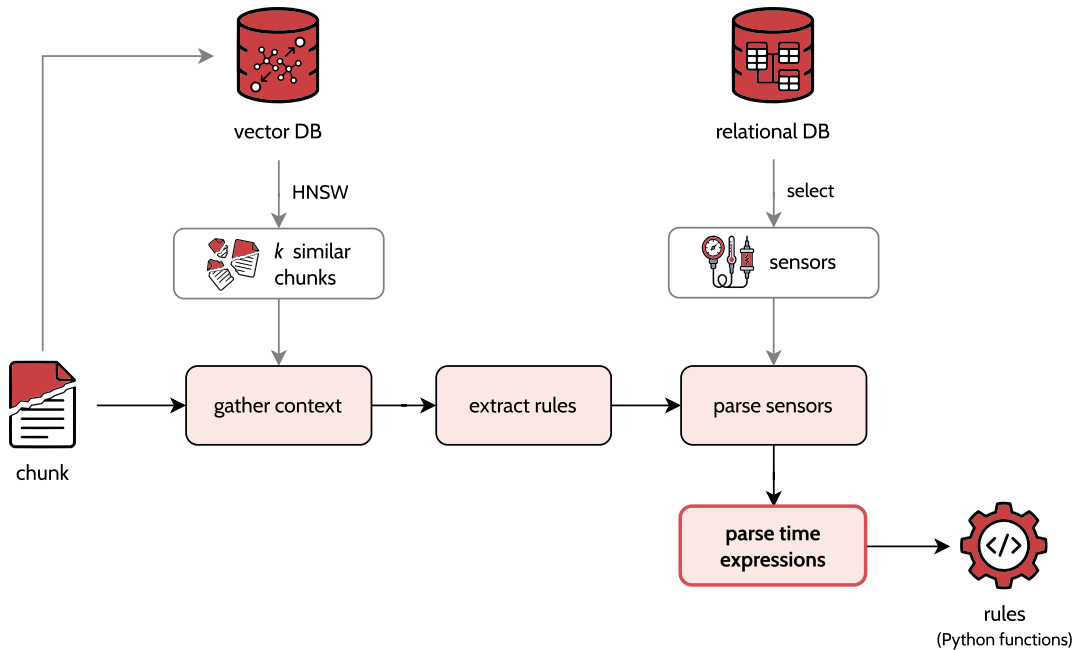 vector DB
relational DB
HNSW
select
k similar
chunks
sensors
gather context
extract rules
parse sensors
chunk
parse time
expressions
</>
rules
(Python functions)